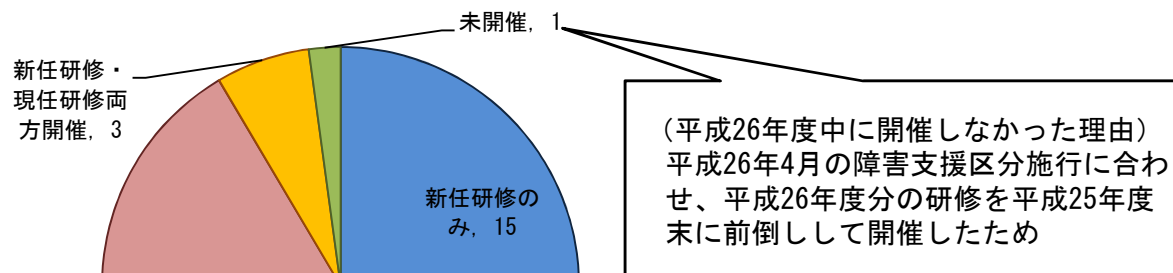 未開催, 1
新任研修・
現任研修両
方開催, 3
新任研修の
み, 15
（平成26年度中に開催しなかった理由）
平成26年4月の障害支援区分施行に合わ
せ、平成26年度分の研修を平成25年度
末に前倒しして開催したため